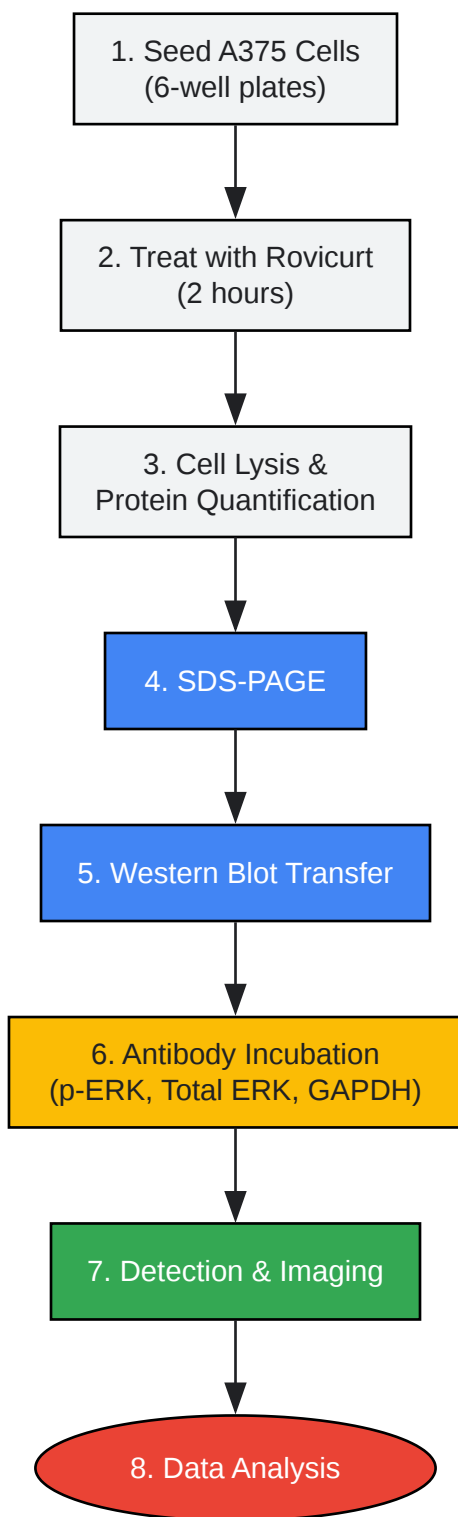 1. Seed A375 Cells
(6-well plates)
2. Treat with Rovicurt
(2 hours)
3. Cell Lysis &
Protein Quantification
4. SDS-PAGE
5. Western Blot Transfer
6. Antibody Incubation
(p-ERK, Total ERK, GAPDH)
7. Detection & Imaging
8. Data Analysis